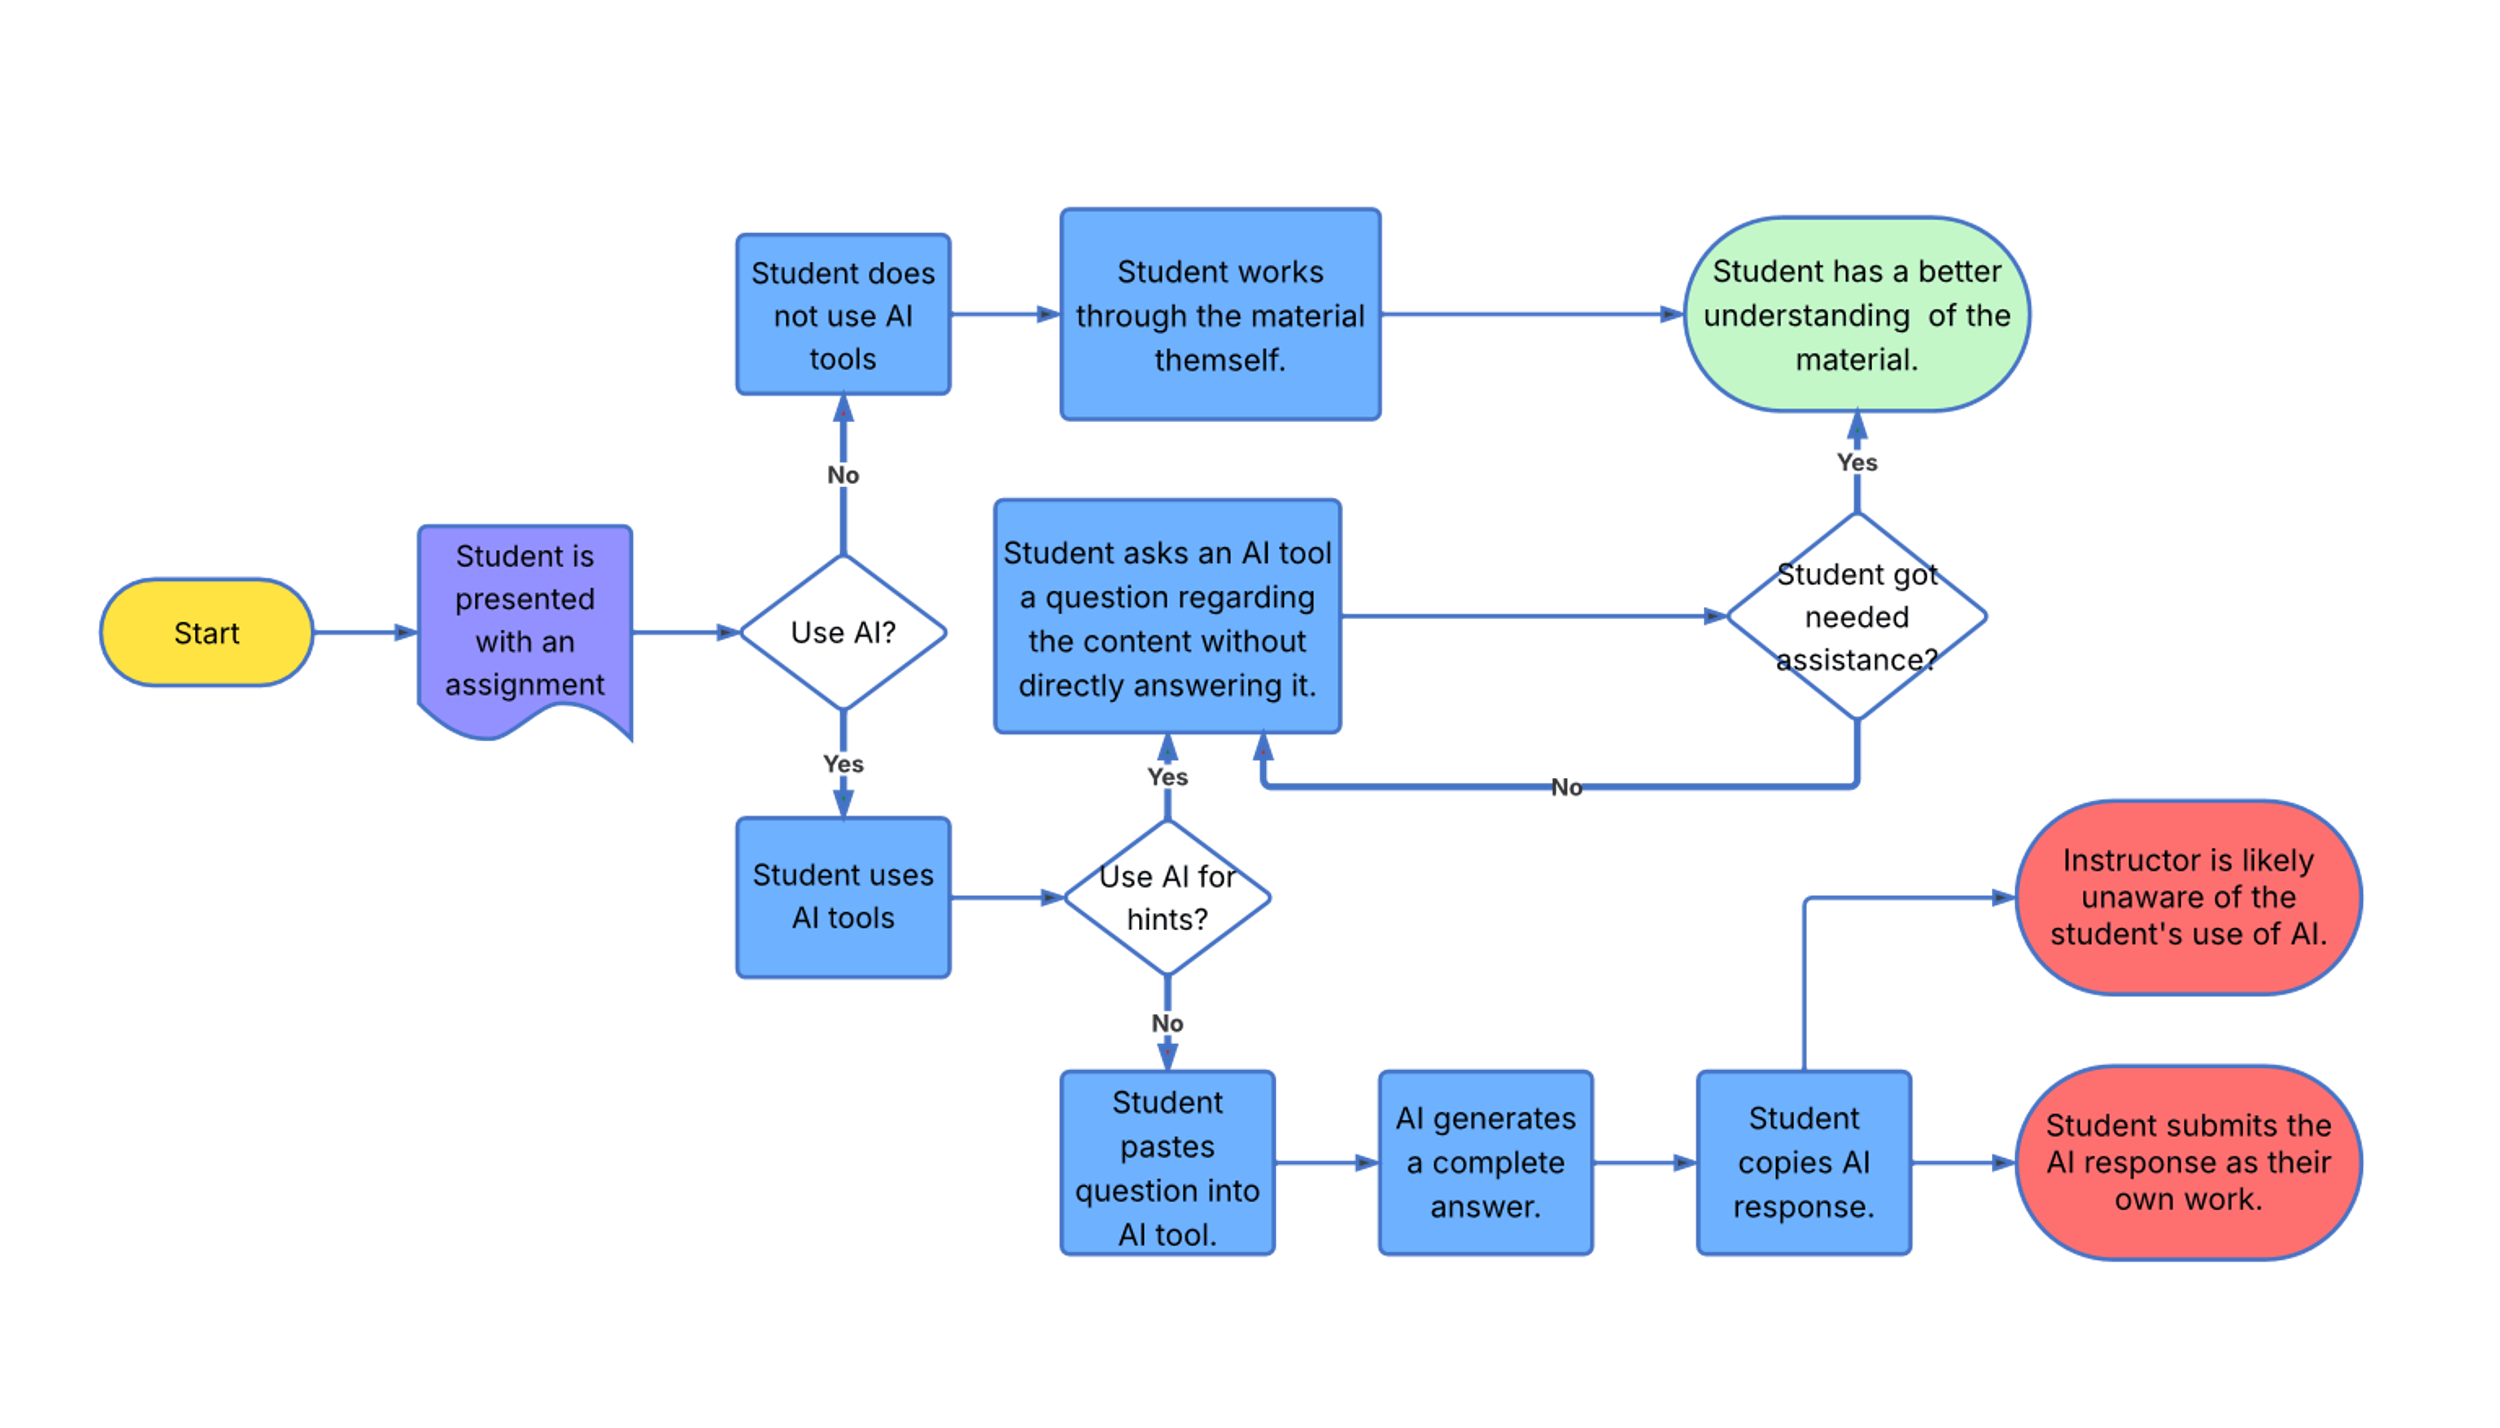 Student does
not use AI
tools
Student works
through the material
themself.
Student has a better
understanding  of the
material.
No
Yes
Start
Student is
presented
with an
assignment
Use AI?
Student asks an AI tool
a question regarding
the content without
directly answering it.
Student got
needed
assistance?
Yes
Yes
No
Student uses
AI tools
Use AI for
hints?
Instructor is likely
unaware of the
student's use of AI.
No
Student
pastes
question into
AI tool.
AI generates
a complete
answer.
Student
copies AI
response.
Student submits the
AI response as their
own work.